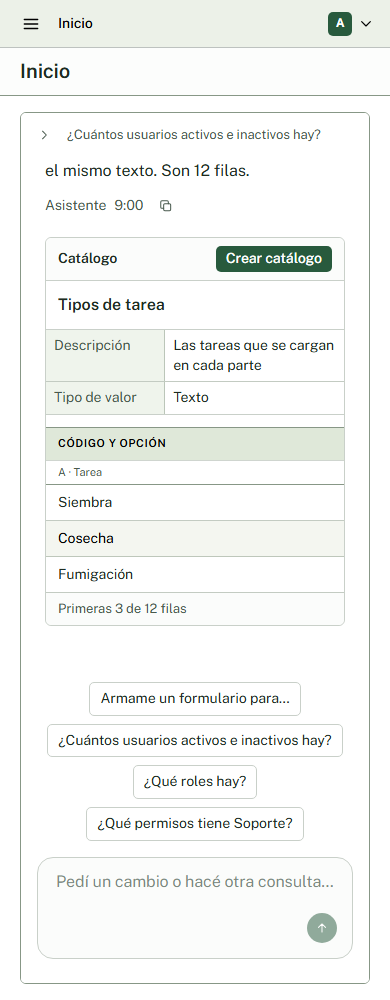 Inicio
A
Inicio
¿Cuántos usuarios activos e inactivos hay?
el mismo texto. Son 12 filas.
Asistente 9:00
Catálogo
Crear catálogo
Tipos de tarea
Descripción
Las tareas que se cargan
en cada parte
Tipo de valor
Texto
CÓDIGO Y OPCIÓN
A · Tarea
Siembra
Cosecha
Fumigación
Primeras 3 de 12 filas
Armame un formulario para...
¿Cuántos usuarios activos e inactivos hay?
¿Qué roles hay?
¿Qué permisos tiene Soporte?
Pedí un cambio o hacé otra consulta...